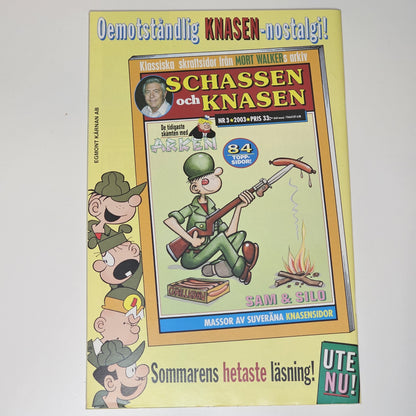 Oemotståndlig KNASEN-nostalgi!
Klassiska skrattsidor från MORT WALKERs arkiv
SCHASSEN
och KNASEN
NR 3★2003★PRIS 33:-
De tidigaste
skämten med
ARKEN
84
TOPP-
SIDOR!
EGMONT KÄRNAN AB
SAM & SILO
MASSOR AV SUVERÄNA KNASENSIDOR
Sommarens hetaste läsning!
UTE
NU!